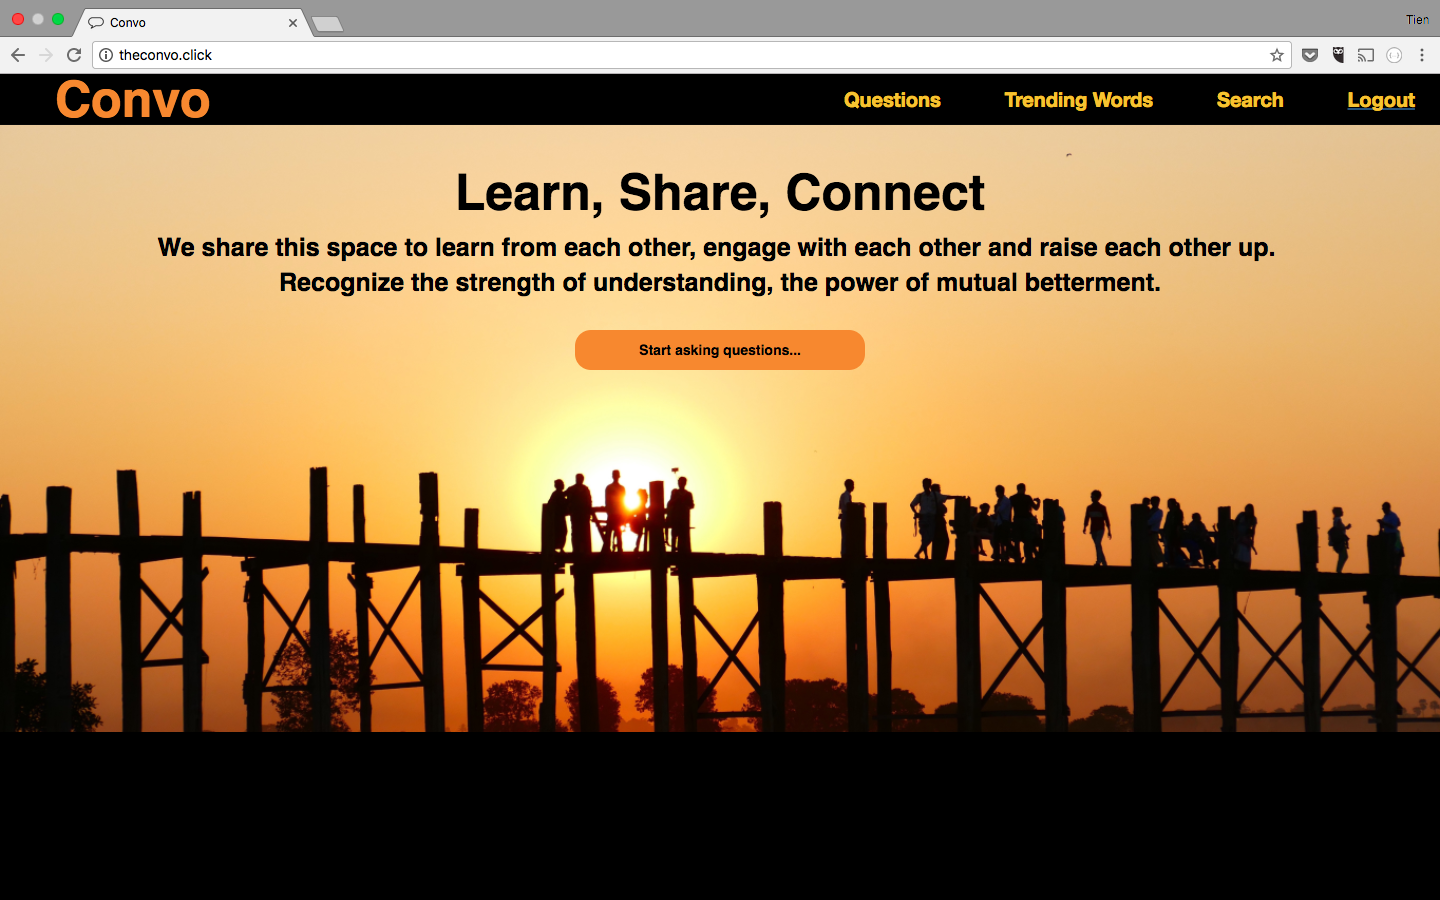 Convo
Tien
theconvo.click
Convo
Questions
Trending Words
Search
Logout
Learn, Share, Connect
We share this space to learn from each other, engage with each other and raise each other up.
Recognize the strength of understanding, the power of mutual betterment.
Start asking questions...